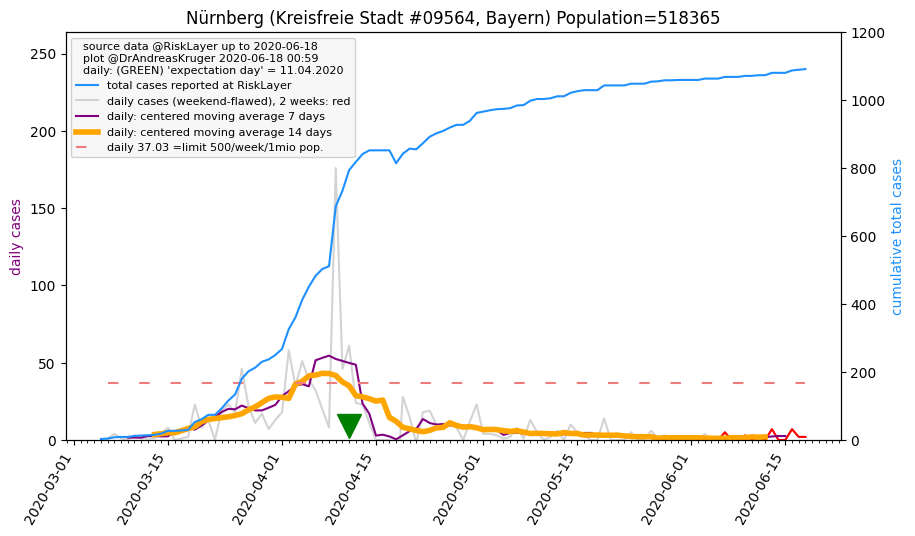 Nürnberg (Kreisfreie Stadt #09564, Bayern) Population=518365
source data @RiskLayer up to 2020-06-18
plot @DrAndreasKruger 2020-06-18 00:59
daily: (GREEN) 'expectation day' = 11.04.2020
total cases reported at RiskLayer
daily cases (weekend-flawed), 2 weeks: red
daily: centered moving average 7 days
daily: centered moving average 14 days
daily 37.03 =limit 500/week/1mio pop.
daily cases
250
200
150
100
50
0
cumulative total cases
1200
1000
800
600
400
200
0
2020-03-01
2020-03-15
2020-04-01
2020-04-15
2020-05-01
2020-05-15
2020-06-01
2020-06-15